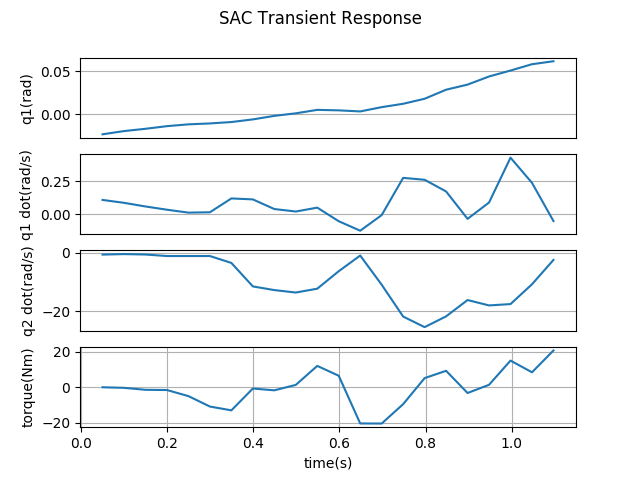 SAC Transient Response
0.05
0.00
q1(rad)
0.25
0.00
q1 dot(rad/s)
0
−20
q2 dot(rad/s)
20
0
−20
torque(Nm)
0.0 0.2 0.4 0.6 0.8 1.0
time(s)